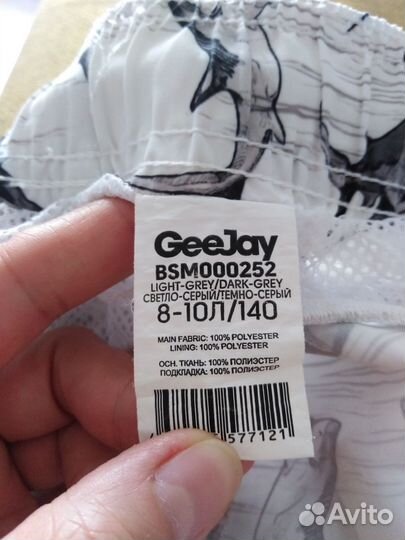 GeeJay
BSM000252
LIGHT-GREY/DARK-GREY
СВЕТЛО-СЕРЫЙ/ТЕМНО-СЕРЫЙ
8-10Л/140
MAIN FABRIC: 100% POLYESTER
LINING: 100% POLYESTER
ОСН. ТКАНЬ: 100% ПОЛИЭСТЕР
ПОДКЛАДКА: 100% ПОЛИЭСТЕР
577121
Avito